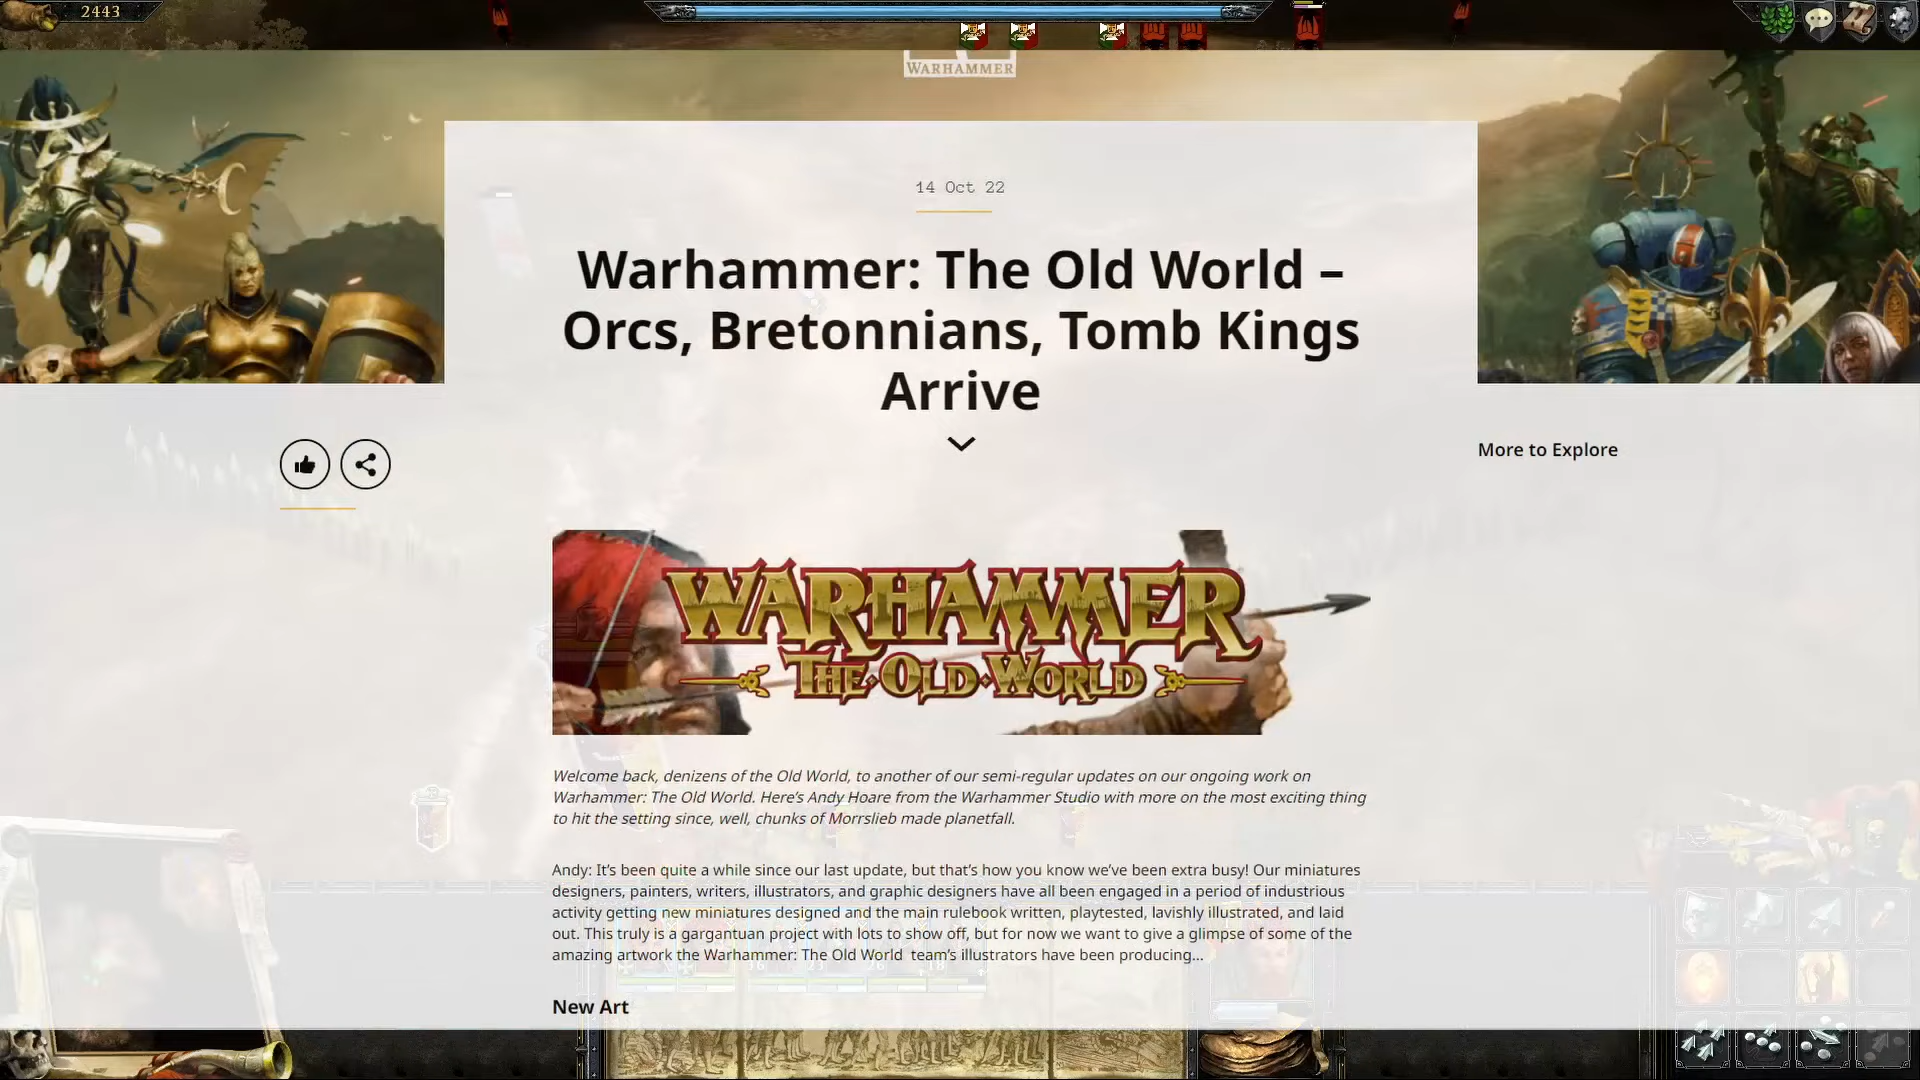 2443
WARHAMMER
14 Oct 22
Warhammer: The Old World –
Orcs, Bretonnians, Tomb Kings
Arrive
More to Explore
WARHAMMER
THE OLD WORLD
Welcome back, denizens of the Old World, to another of our semi-regular updates on our ongoing work on
Warhammer: The Old World. Here’s Andy Hoare from the Warhammer Studio with more on the most exciting thing
to hit the setting since, well, chunks of Morrslieb made planetfall.
Andy: It’s been quite a while since our last update, but that’s how you know we’ve been extra busy! Our miniatures
designers, painters, writers, illustrators, and graphic designers have all been engaged in a period of industrious
activity getting new miniatures designed and the main rulebook written, playtested, lavishly illustrated, and laid
out. This truly is a gargantuan project with lots to show off, but for now we want to give a glimpse of some of the
amazing artwork the Warhammer: The Old World team’s illustrators have been producing...
New Art